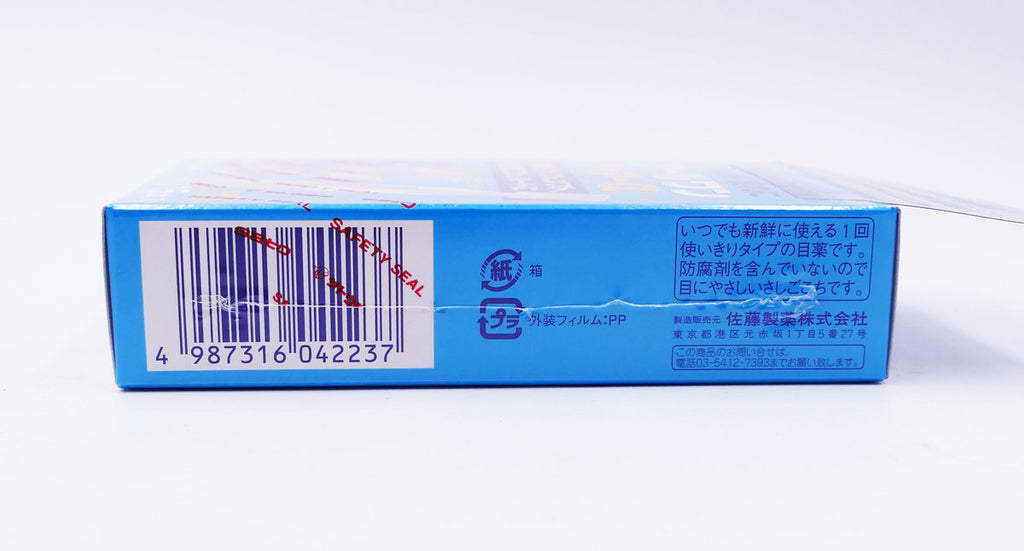 sato
SAFETY SEAL
サトウ
SA
4 987316 042237
紙 箱
プラ 外装フィルム:PP
いつでも新鮮に使える1回
使いきりタイプの目薬です。
防腐剤を含んでいないので
目にやさしいさしごこちです。
製造販売元 佐藤製薬株式会社
東京都港区元赤坂1丁目5番27号
この商品のお問い合せは、
電話03-5412-7393までお願い致します。